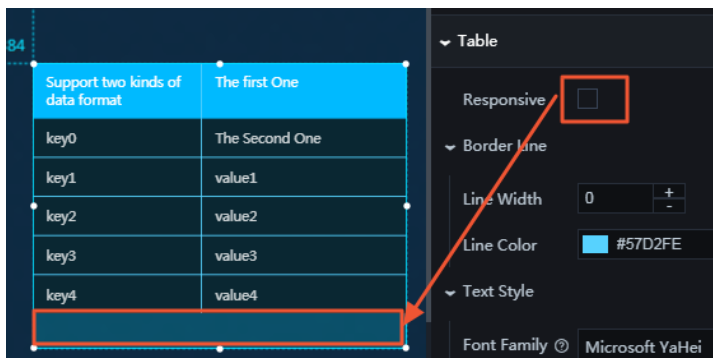 84
Support two kinds of
data format
The first One
key0
The Second One
key1
value1
key2
value2
key3
value3
key4
value4
Table
Responsive
Border Line
Line Width
0
+
-
Line Color
#57D2FE
Text Style
Font Family ?
Microsoft YaHei